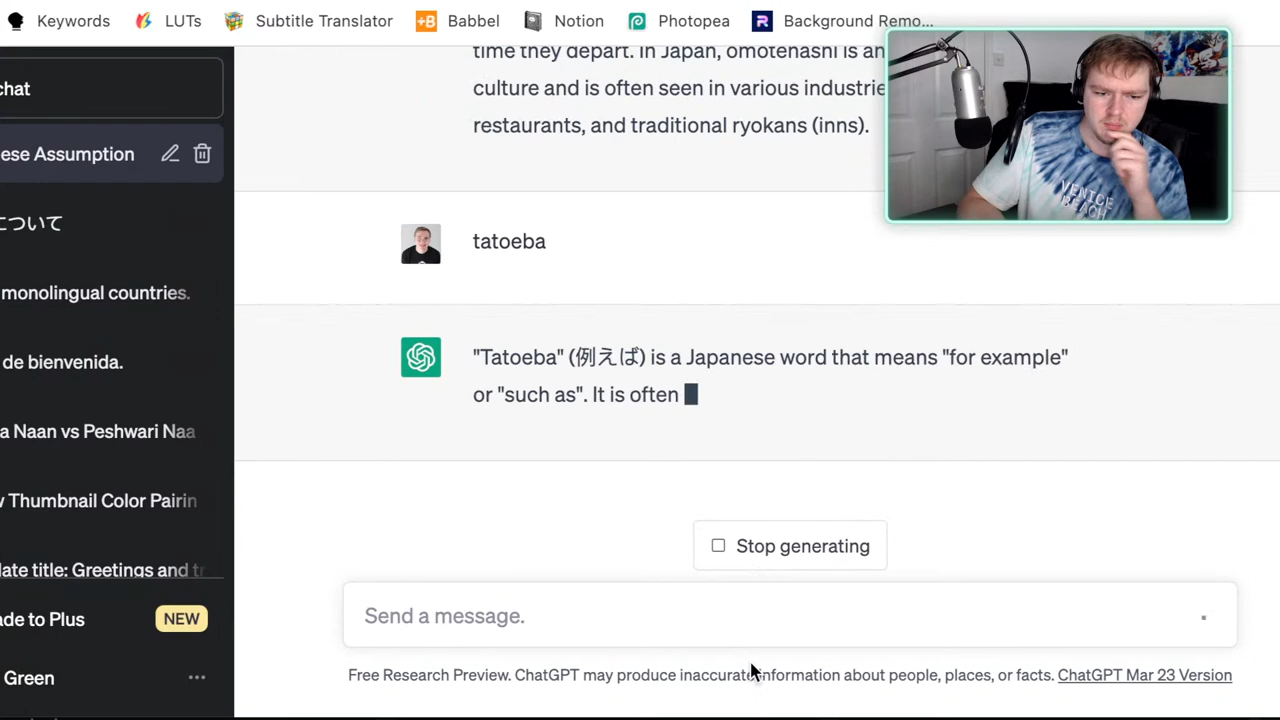 Keywords LUTs Subtitle Translator +B Babbel Notion Photopea R Background Remo...
chat
ese Assumption
について
monolingual countries.
de bienvenida.
a Naan vs Peshwari Naa
v Thumbnail Color Pairin
late title: Greetings and tr
ade to Plus NEW
Green ...
time they depart. In Japan, omotenashi is an
culture and is often seen in various industrie
restaurants, and traditional ryokans (inns).
VENICE
BEACH
tatoeba
"Tatoeba" (例えば) is a Japanese word that means "for example"
or "such as". It is often
Stop generating
Send a message.
Free Research Preview. ChatGPT may produce inaccurate information about people, places, or facts. ChatGPT Mar 23 Version